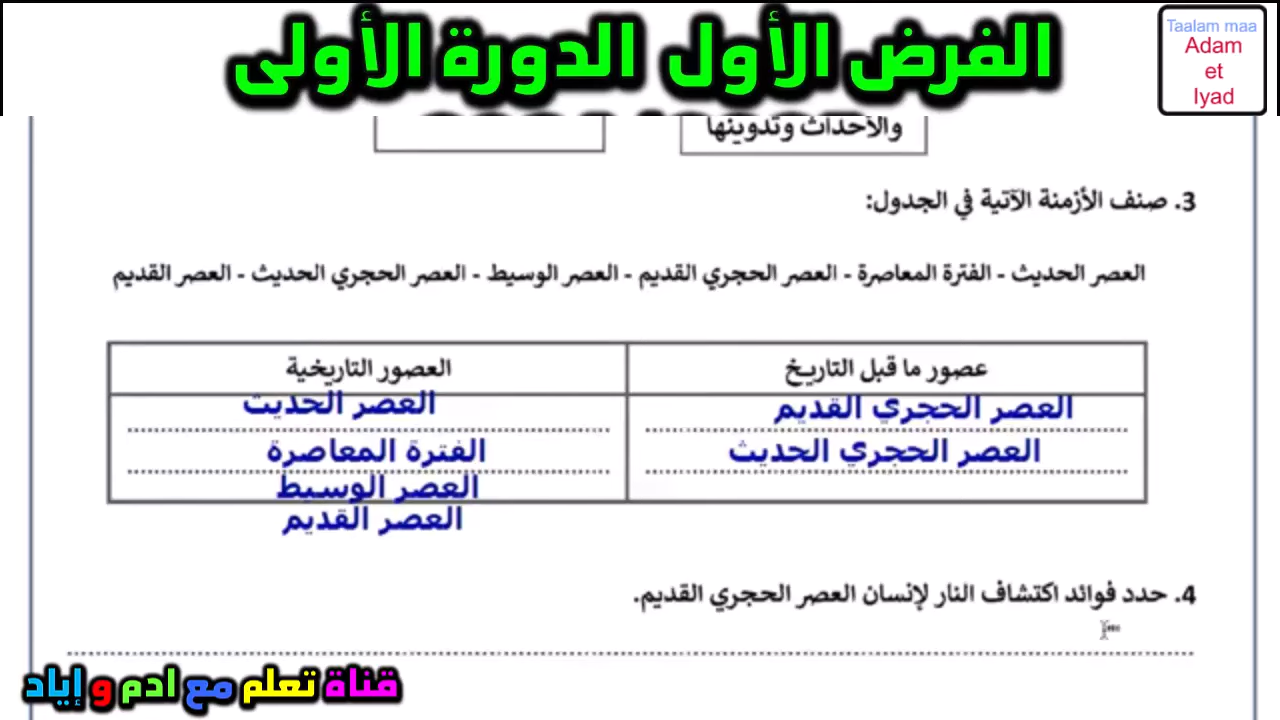 الفرض الأول الدورة الأولى
Taalam maa
Adam
et
Iyad
والأحداث وتدوينها
3. صنف الأزمنة الآتية في الجدول:
العصر الحديث - الفترة المعاصرة - العصر الحجري القديم - العصر الوسيط - العصر الحجري الحديث - العصر القديم
عصور ما قبل التاريخ العصور التاريخية
العصر الحجري القديم العصر الحديث
العصر الحجري الحديث الفترة المعاصرة
العصر الوسيط
العصر القديم
4. حدد فوائد اكتشاف النار لإنسان العصر الحجري القديم.
قناة تعلم مع ادم و إياد